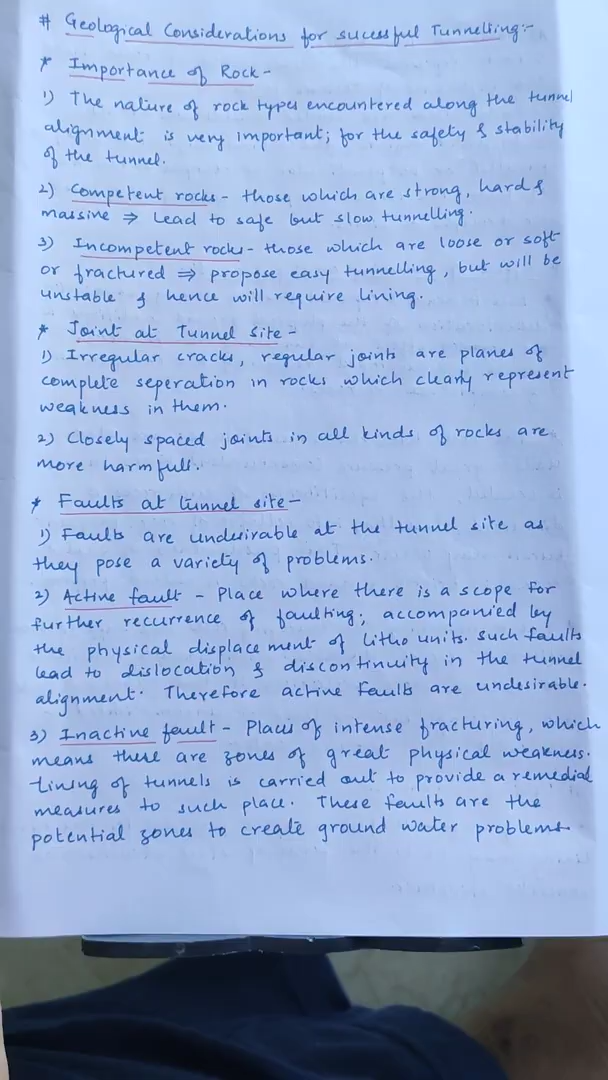 # Geological Considerations for sucessful Tunnelling:-
* Importance of Rock -
1) The nature of rock types encountered along the tunnel
alignment is very important; for the safety & stability
of the tunnel.
2) Competent rocks - those which are strong, hard &
massine ⇒ Lead to safe but slow tunnelling.
3) Incompetent rocks - those which are loose or soft
or fractured ⇒ propose easy tunnelling, but will be
unstable & hence will require lining.
* Joint at Tunnel Site -
1) Irregular cracks, regular joints are planes of
complete seperation in rocks which clearly represent
weakness in them.
2) Closely spaced joints in all kinds of rocks are
more harmfull.
* Faults at tunnel site -
1) Faults are undesirable at the tunnel site as
they pose a variety of problems.
2) Active fault - Place where there is a scope for
further recurrence of faulting; accompanied by
the physical displacement of litho units. such faults
lead to dislocation & discontinuity in the tunnel
alignment. Therefore active faults are undesirable.
3) Inactive fault - Places of intense fracturing, which
means there are zones of great physical weakness.
Lining of tunnels is carried out to provide a remedial
measures to such place. These faults are the
potential zones to create ground water problems.